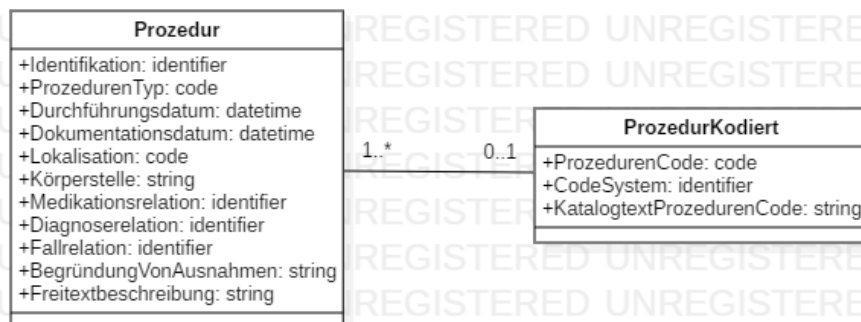 Prozedur
+Identifikation: identifier
+ProzedurenTyp: code
+Durchführungsdatum: datetime
+Dokumentationsdatum: datetime
+Lokalisation: code
+Körperstelle: string
+Medikationsrelation: identifier
+Diagnoserelation: identifier
+Fallrelation: identifier
+BegründungVonAusnahmen: string
+Freitextbeschreibung: string
1..*
0..1
ProzedurKodiert
+ProzedurenCode: code
+CodeSystem: identifier
+KatalogtextProzedurenCode: string
UNREGISTERED